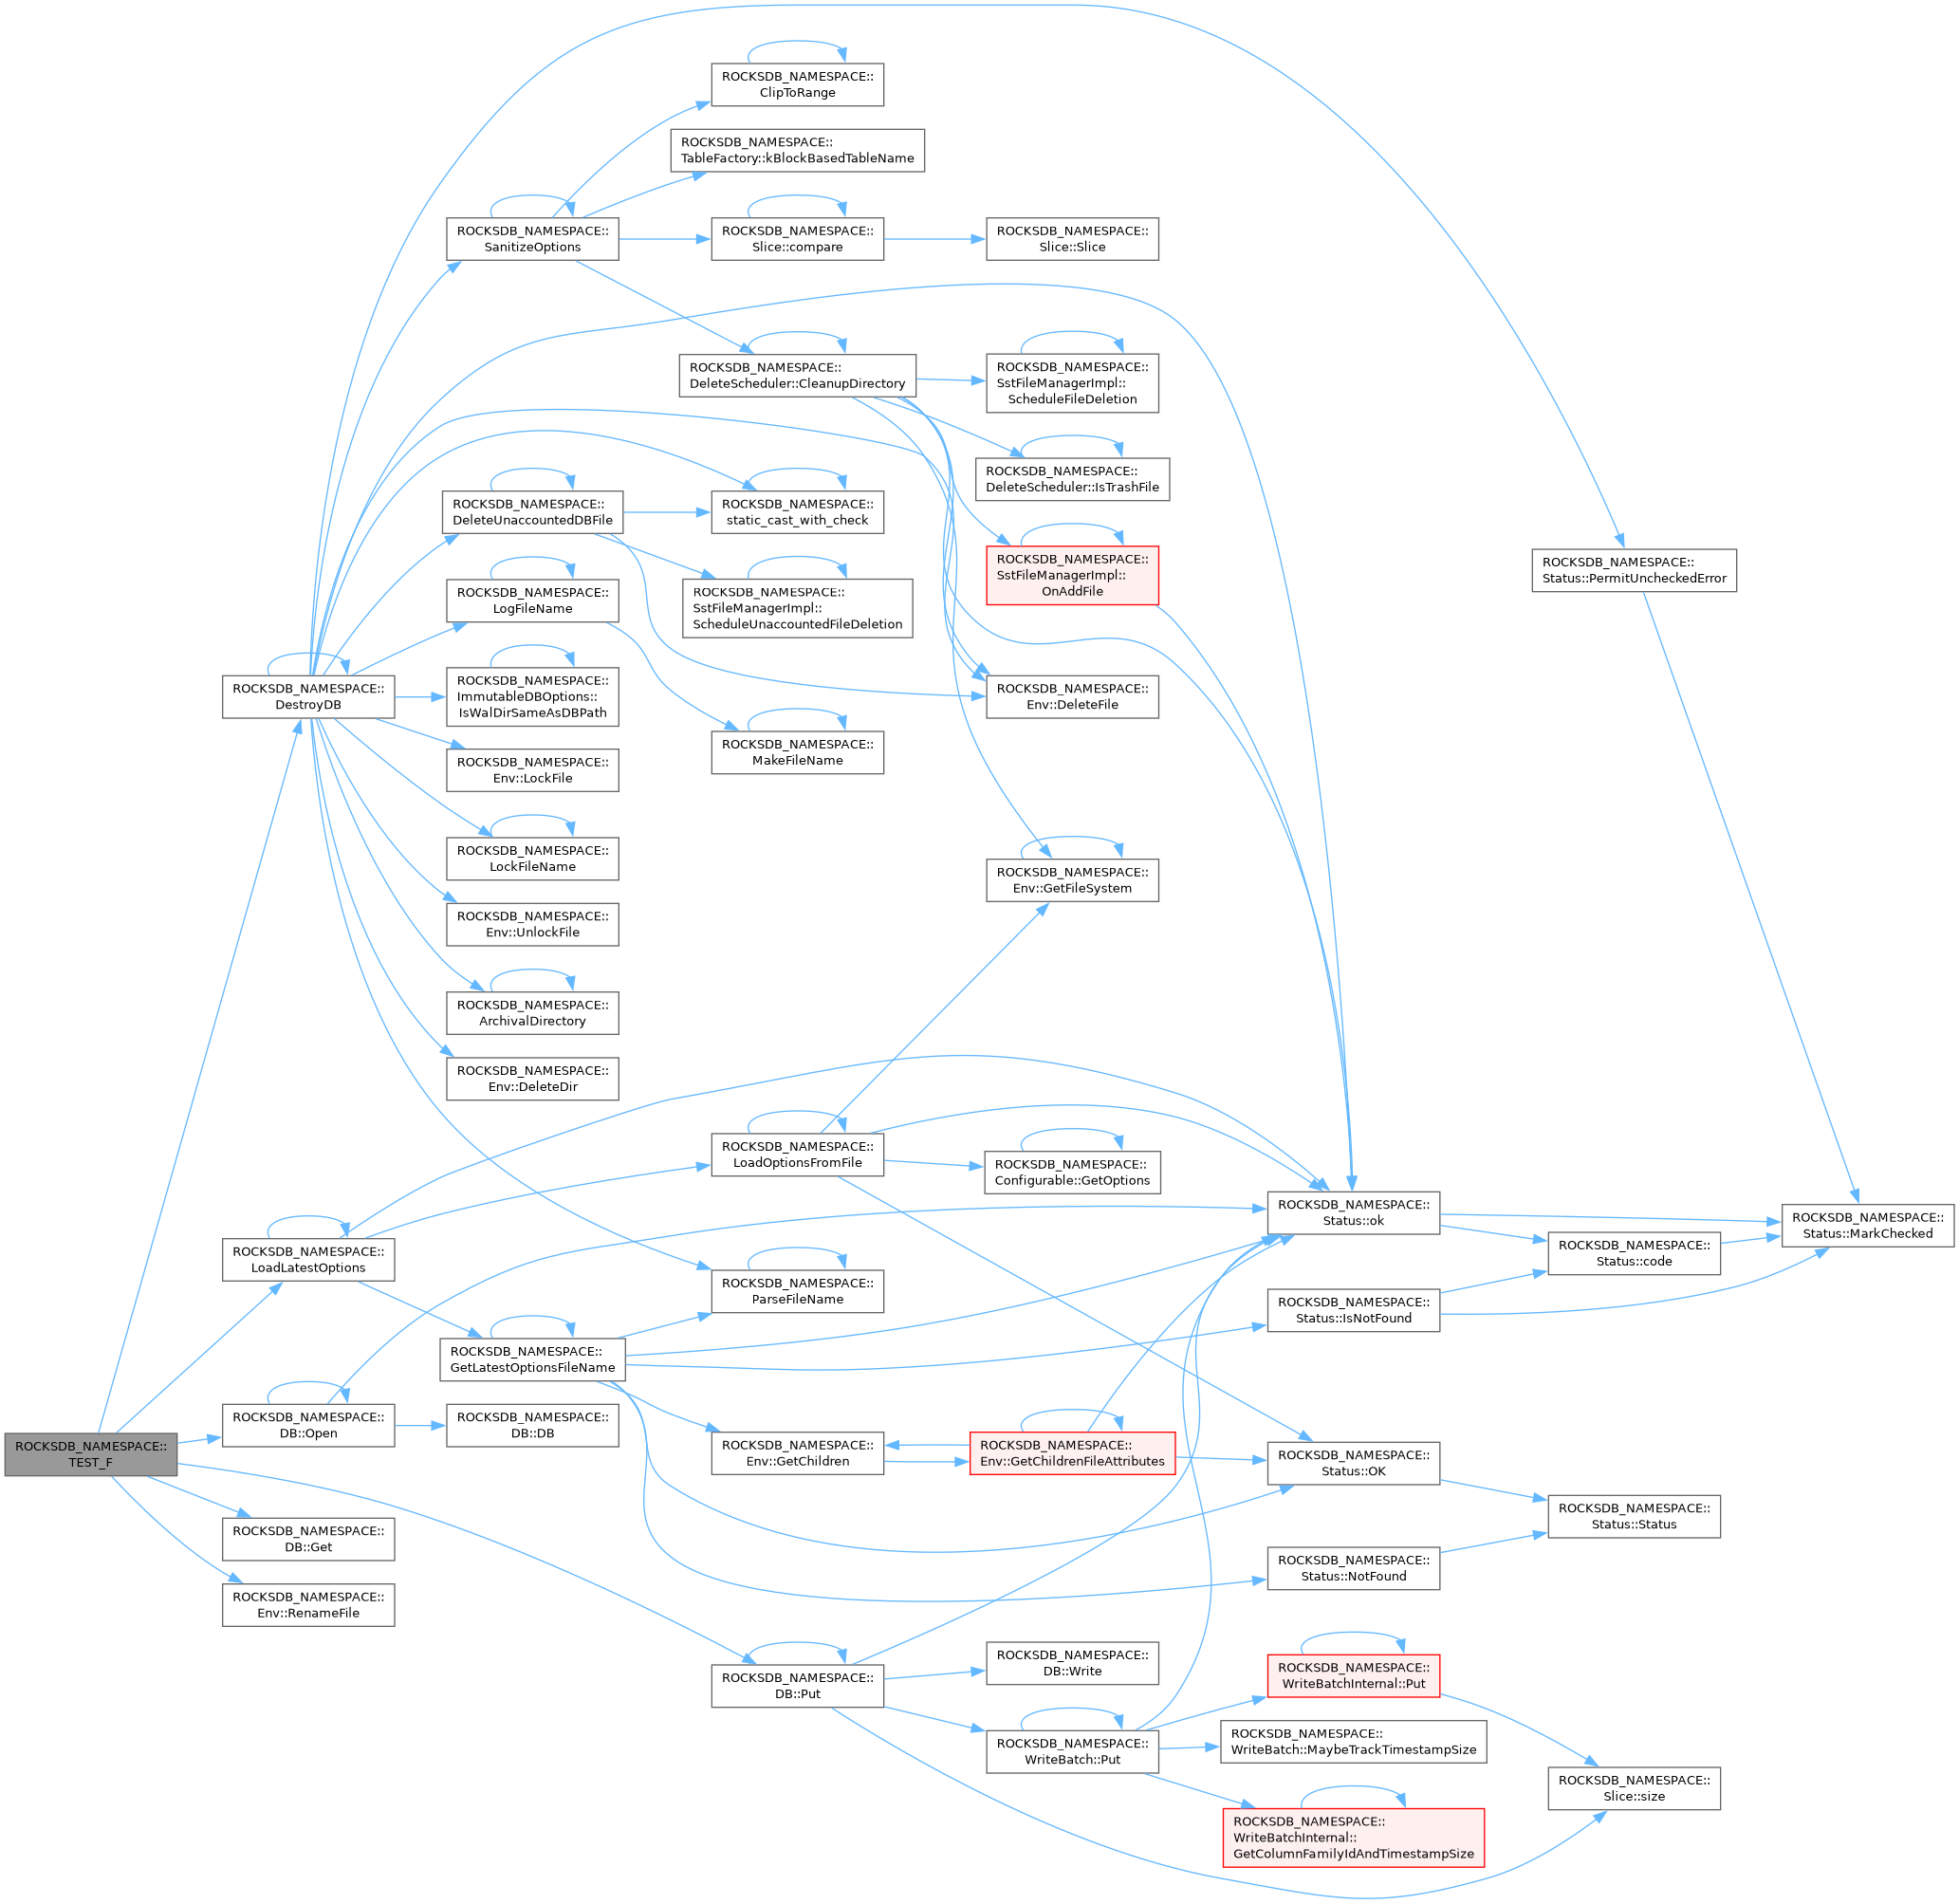 ROCKSDB_NAMESPACE::
ClipToRange
ROCKSDB_NAMESPACE::
TableFactory::kBlockBasedTableName
ROCKSDB_NAMESPACE::
SanitizeOptions
ROCKSDB_NAMESPACE::
Slice::compare
ROCKSDB_NAMESPACE::
Slice::Slice
ROCKSDB_NAMESPACE::
DeleteScheduler::CleanupDirectory
ROCKSDB_NAMESPACE::
SstFileManagerImpl::
ScheduleFileDeletion
ROCKSDB_NAMESPACE::
DeleteScheduler::IsTrashFile
ROCKSDB_NAMESPACE::
DeleteUnaccountedDBFile
ROCKSDB_NAMESPACE::
static_cast_with_check
ROCKSDB_NAMESPACE::
SstFileManagerImpl::
OnAddFile
ROCKSDB_NAMESPACE::
Status::PermitUncheckedError
ROCKSDB_NAMESPACE::
LogFileName
ROCKSDB_NAMESPACE::
SstFileManagerImpl::
ScheduleUnaccountedFileDeletion
ROCKSDB_NAMESPACE::
DestroyDB
ROCKSDB_NAMESPACE::
ImmutableDBOptions::
IsWalDirSameAsDBPath
ROCKSDB_NAMESPACE::
Env::DeleteFile
ROCKSDB_NAMESPACE::
Env::LockFile
ROCKSDB_NAMESPACE::
MakeFileName
ROCKSDB_NAMESPACE::
LockFileName
ROCKSDB_NAMESPACE::
Env::GetFileSystem
ROCKSDB_NAMESPACE::
Env::UnlockFile
ROCKSDB_NAMESPACE::
ArchivalDirectory
ROCKSDB_NAMESPACE::
Env::DeleteDir
ROCKSDB_NAMESPACE::
LoadOptionsFromFile
ROCKSDB_NAMESPACE::
Configurable::GetOptions
ROCKSDB_NAMESPACE::
Status::ok
ROCKSDB_NAMESPACE::
Status::MarkChecked
ROCKSDB_NAMESPACE::
LoadLatestOptions
ROCKSDB_NAMESPACE::
Status::code
ROCKSDB_NAMESPACE::
ParseFileName
ROCKSDB_NAMESPACE::
Status::IsNotFound
ROCKSDB_NAMESPACE::
GetLatestOptionsFileName
ROCKSDB_NAMESPACE::
TEST_F
ROCKSDB_NAMESPACE::
DB::Open
ROCKSDB_NAMESPACE::
DB::DB
ROCKSDB_NAMESPACE::
Env::GetChildren
ROCKSDB_NAMESPACE::
Env::GetChildrenFileAttributes
ROCKSDB_NAMESPACE::
Status::OK
ROCKSDB_NAMESPACE::
Status::Status
ROCKSDB_NAMESPACE::
DB::Get
ROCKSDB_NAMESPACE::
Status::NotFound
ROCKSDB_NAMESPACE::
Env::RenameFile
ROCKSDB_NAMESPACE::
DB::Put
ROCKSDB_NAMESPACE::
DB::Write
ROCKSDB_NAMESPACE::
WriteBatchInternal::Put
ROCKSDB_NAMESPACE::
WriteBatch::Put
ROCKSDB_NAMESPACE::
WriteBatch::MaybeTrackTimestampSize
ROCKSDB_NAMESPACE::
Slice::size
ROCKSDB_NAMESPACE::
WriteBatchInternal::
GetColumnFamilyIdAndTimestampSize